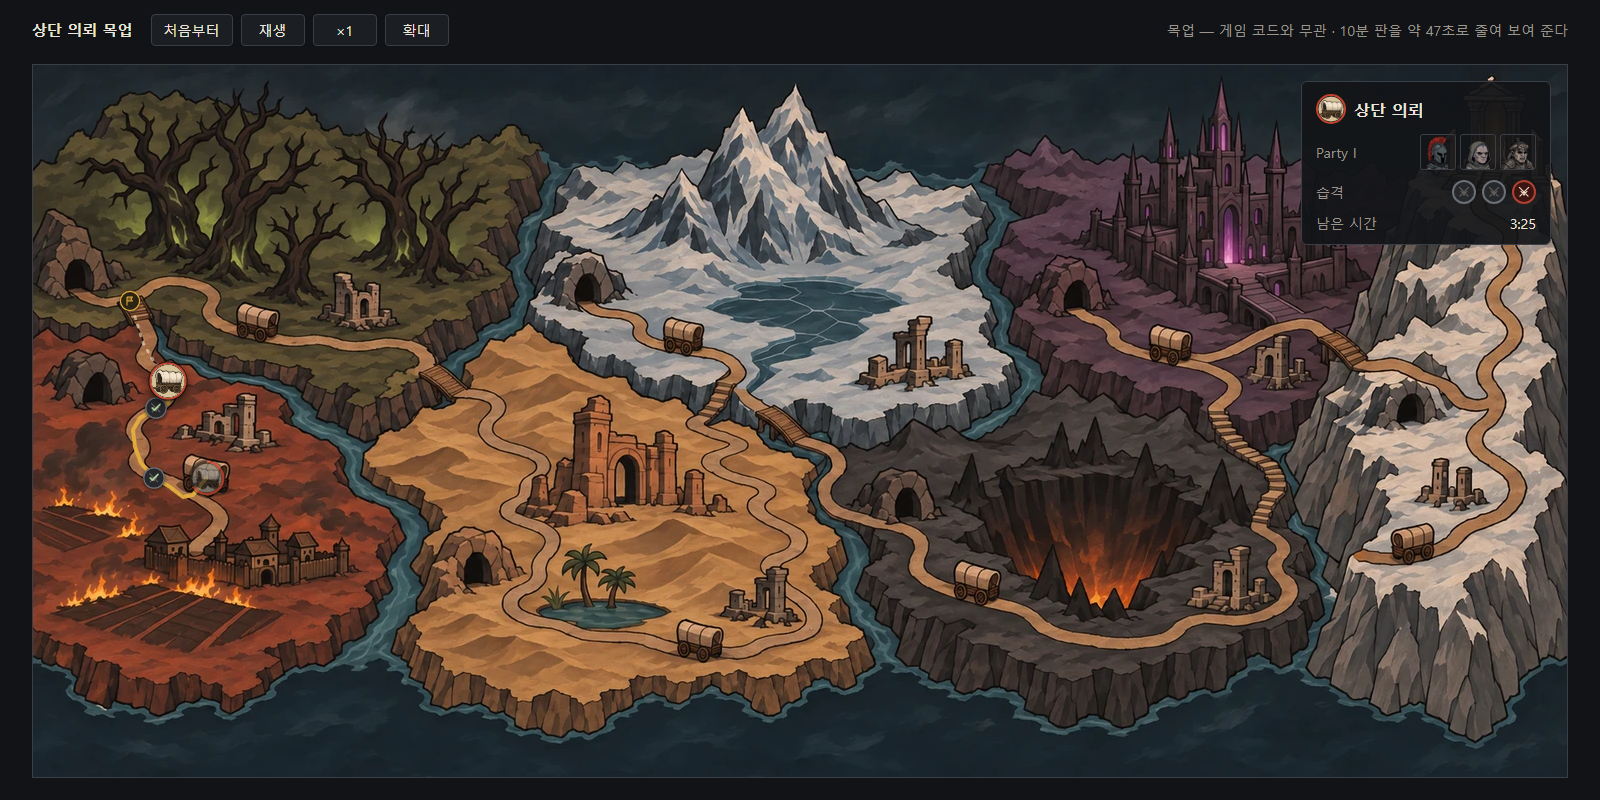 상단 의뢰 목업
처음부터
재생
×1
확대
목업 — 게임 코드와 무관 · 10분 판을 약 47초로 줄여 보여 준다
상단 의뢰
Party I
습격
남은 시간
3:25